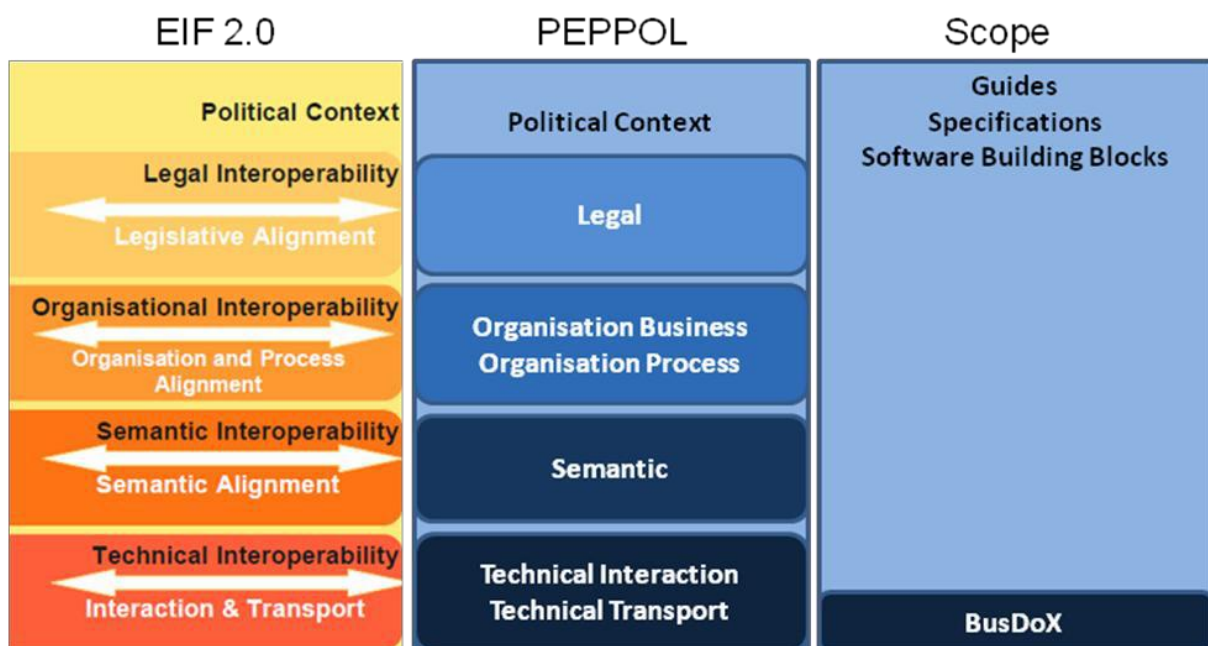 EIF 2.0
Political Context
Legal Interoperability
Legislative Alignment
Organisational Interoperability
Organisation and Process
Alignment
Semantic Interoperability
Semantic Alignment
Technical Interoperability
Interaction & Transport
PEPPOL
Political Context
Legal
Organisation Business
Organisation Process
Semantic
Technical Interaction
Technical Transport
Scope
Guides
Specifications
Software Building Blocks
BusDoX